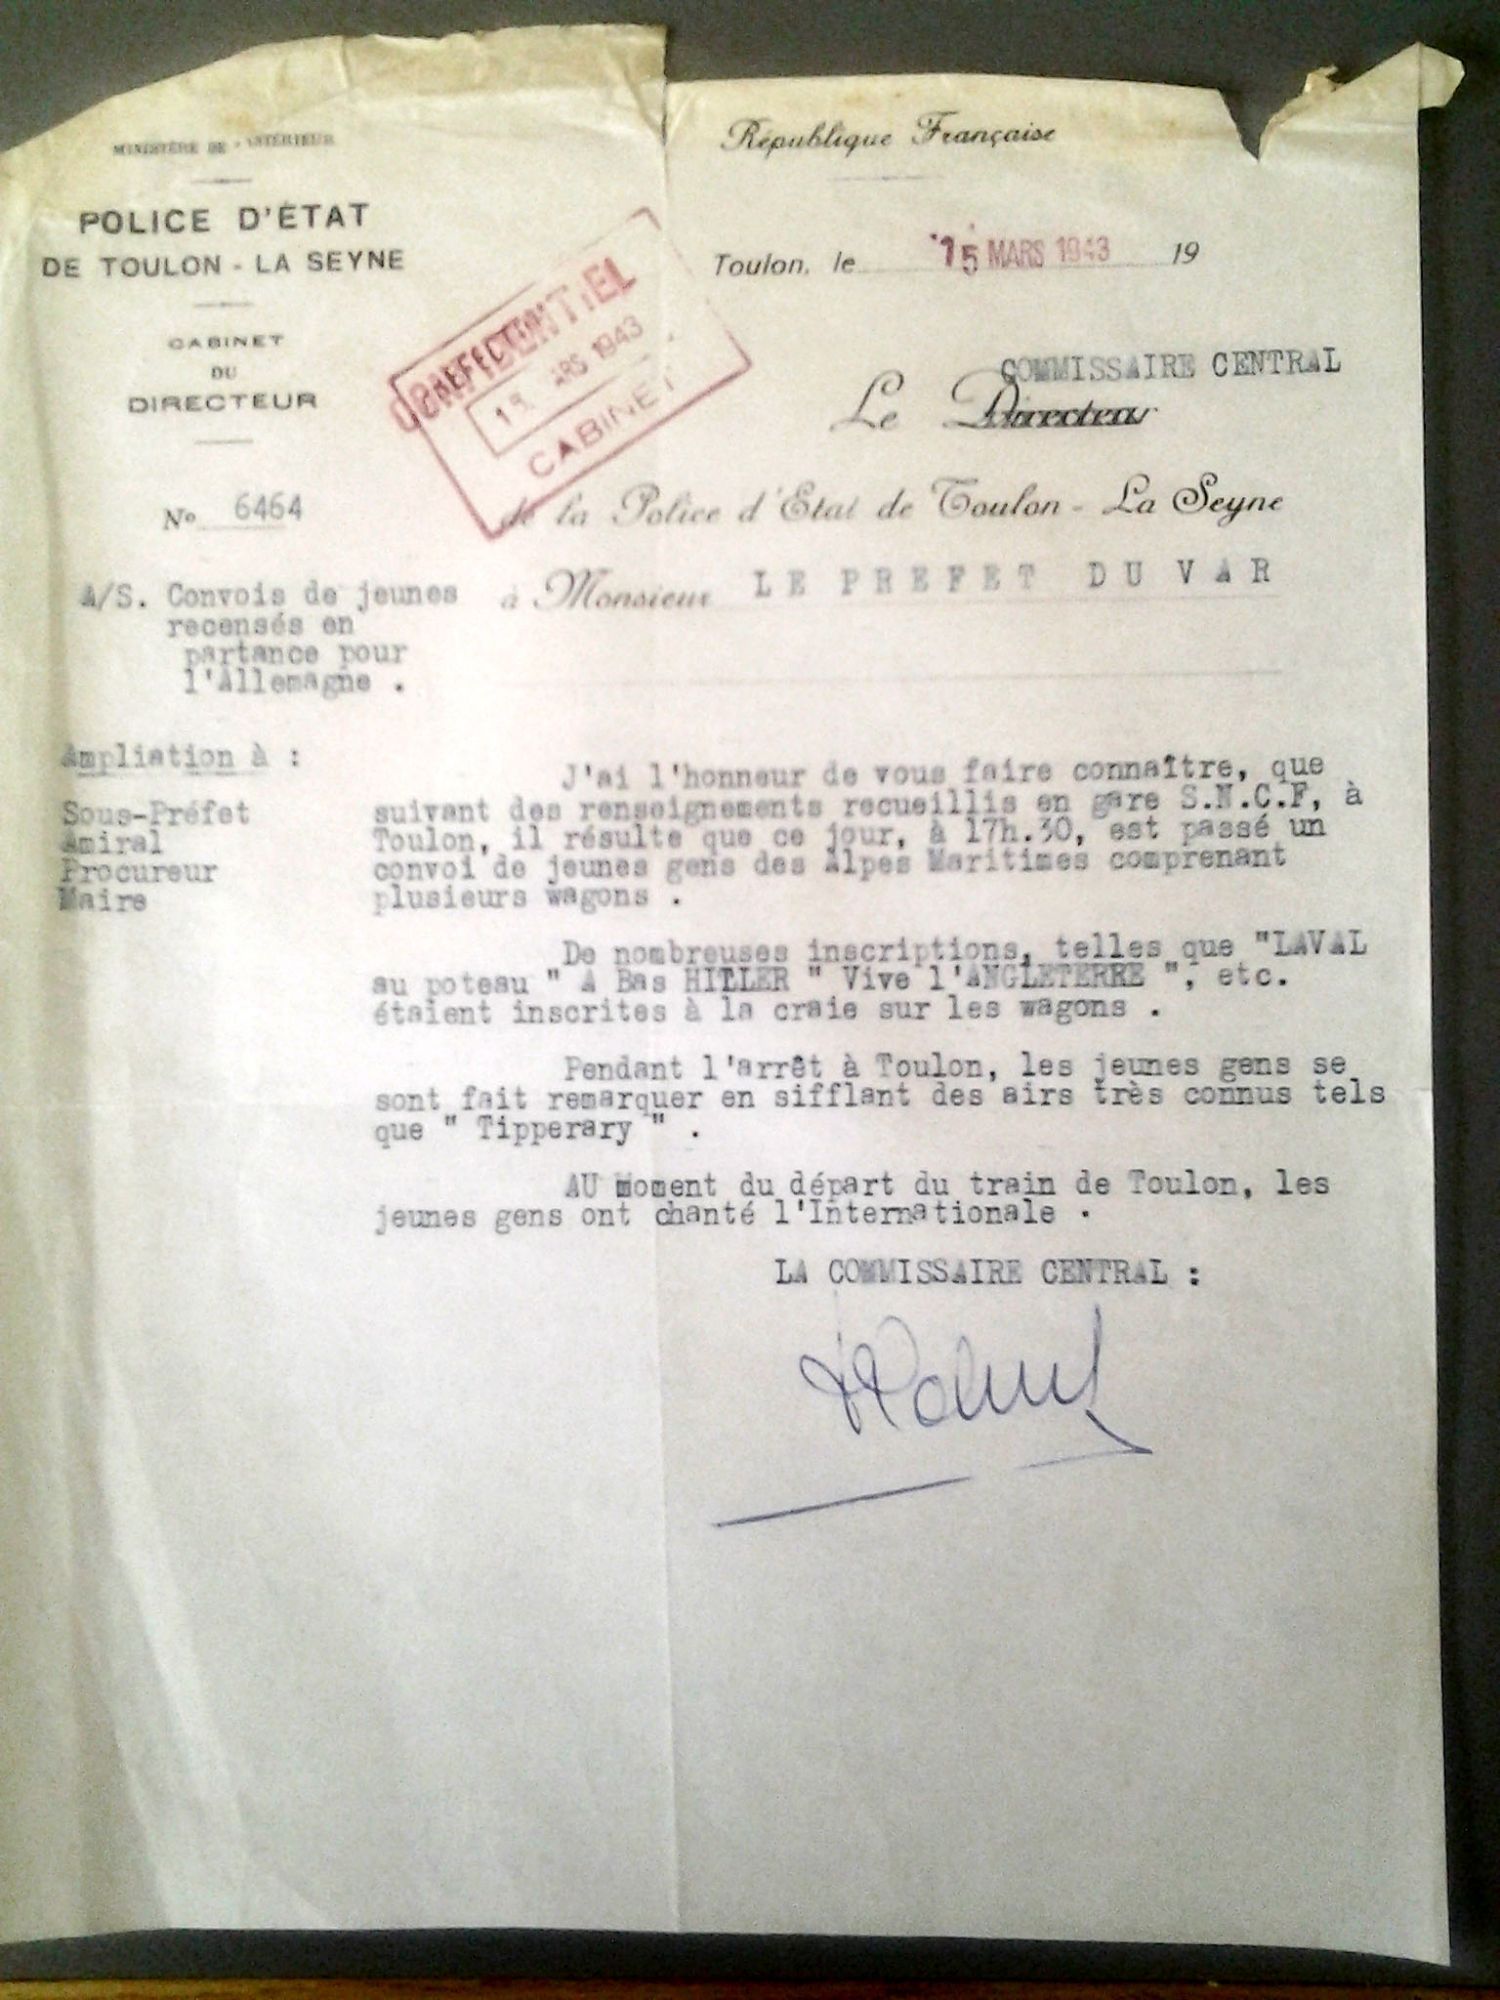 MINISTÈRE DE L'INTÉRIEUR
République Française
POLICE D'ÉTAT
DE TOULON - LA SEYNE
Toulon, le 15 MARS 1943 19
CABINET
DU
DIRECTEUR
CONFIDENTIEL
MARS 1943
CABINET
COMMISSAIRE CENTRAL
Le Directeur
No 6464
de la Police d'Etat de Toulon - La Seyne
à Monsieur LE PREFET DU VAR
A/S. Convois de jeunes
recensés en
partance pour
l'Allemagne .
Ampliation à :
Sous-Préfet
Amiral
Procureur
Maire
J'ai l'honneur de vous faire connaître, que
suivant des renseignements recueillis en gare S.N.C.F, à
Toulon, il résulte que ce jour, à 17h.30, est passé un
convoi de jeunes gens des Alpes Maritimes comprenant
plusieurs wagons .
De nombreuses inscriptions, telles que "LAVAL
au poteau " A Bas HITLER " Vive l'ANGLETERRE ", etc.
étaient inscrites à la craie sur les wagons .
Pendant l'arrêt à Toulon, les jeunes gens se
sont fait remarquer en sifflant des airs très connus tels
que " Tipperary " .
AU moment du départ du train de Toulon, les
jeunes gens ont chanté l'Internationale .
LA COMMISSAIRE CENTRAL :